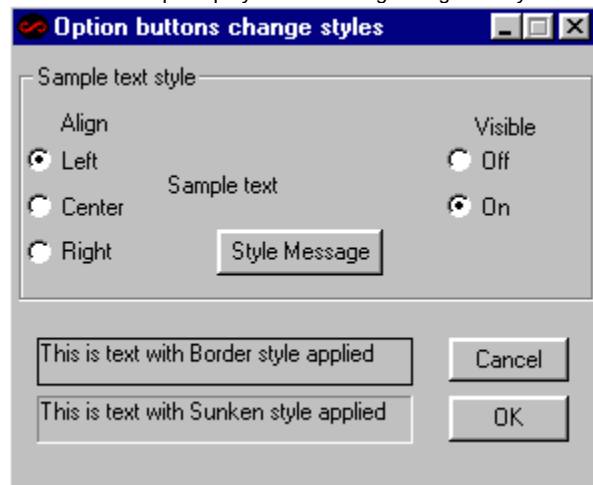 Option buttons change styles
Sample text style
Align
Visible
Left
Off
Sample text
Center
On
Right
Style Message
This is text with Border style applied
Cancel
This is text with Sunken style applied
OK